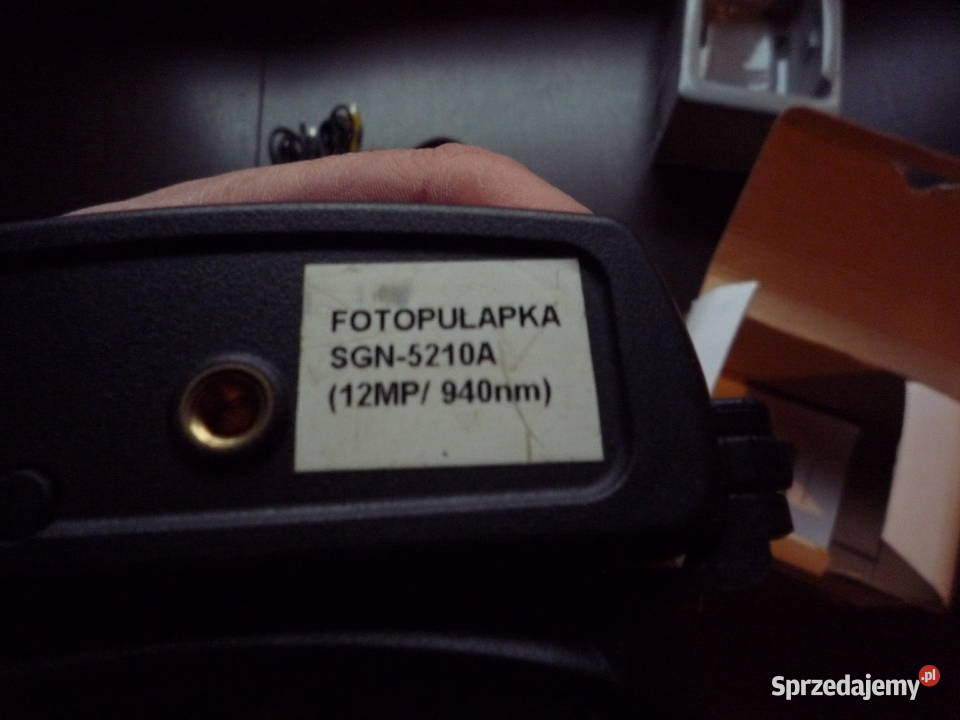 FOTOPUŁAPKA
SGN-5210A
(12MP/ 940nm)
Sprzedajemy.pl